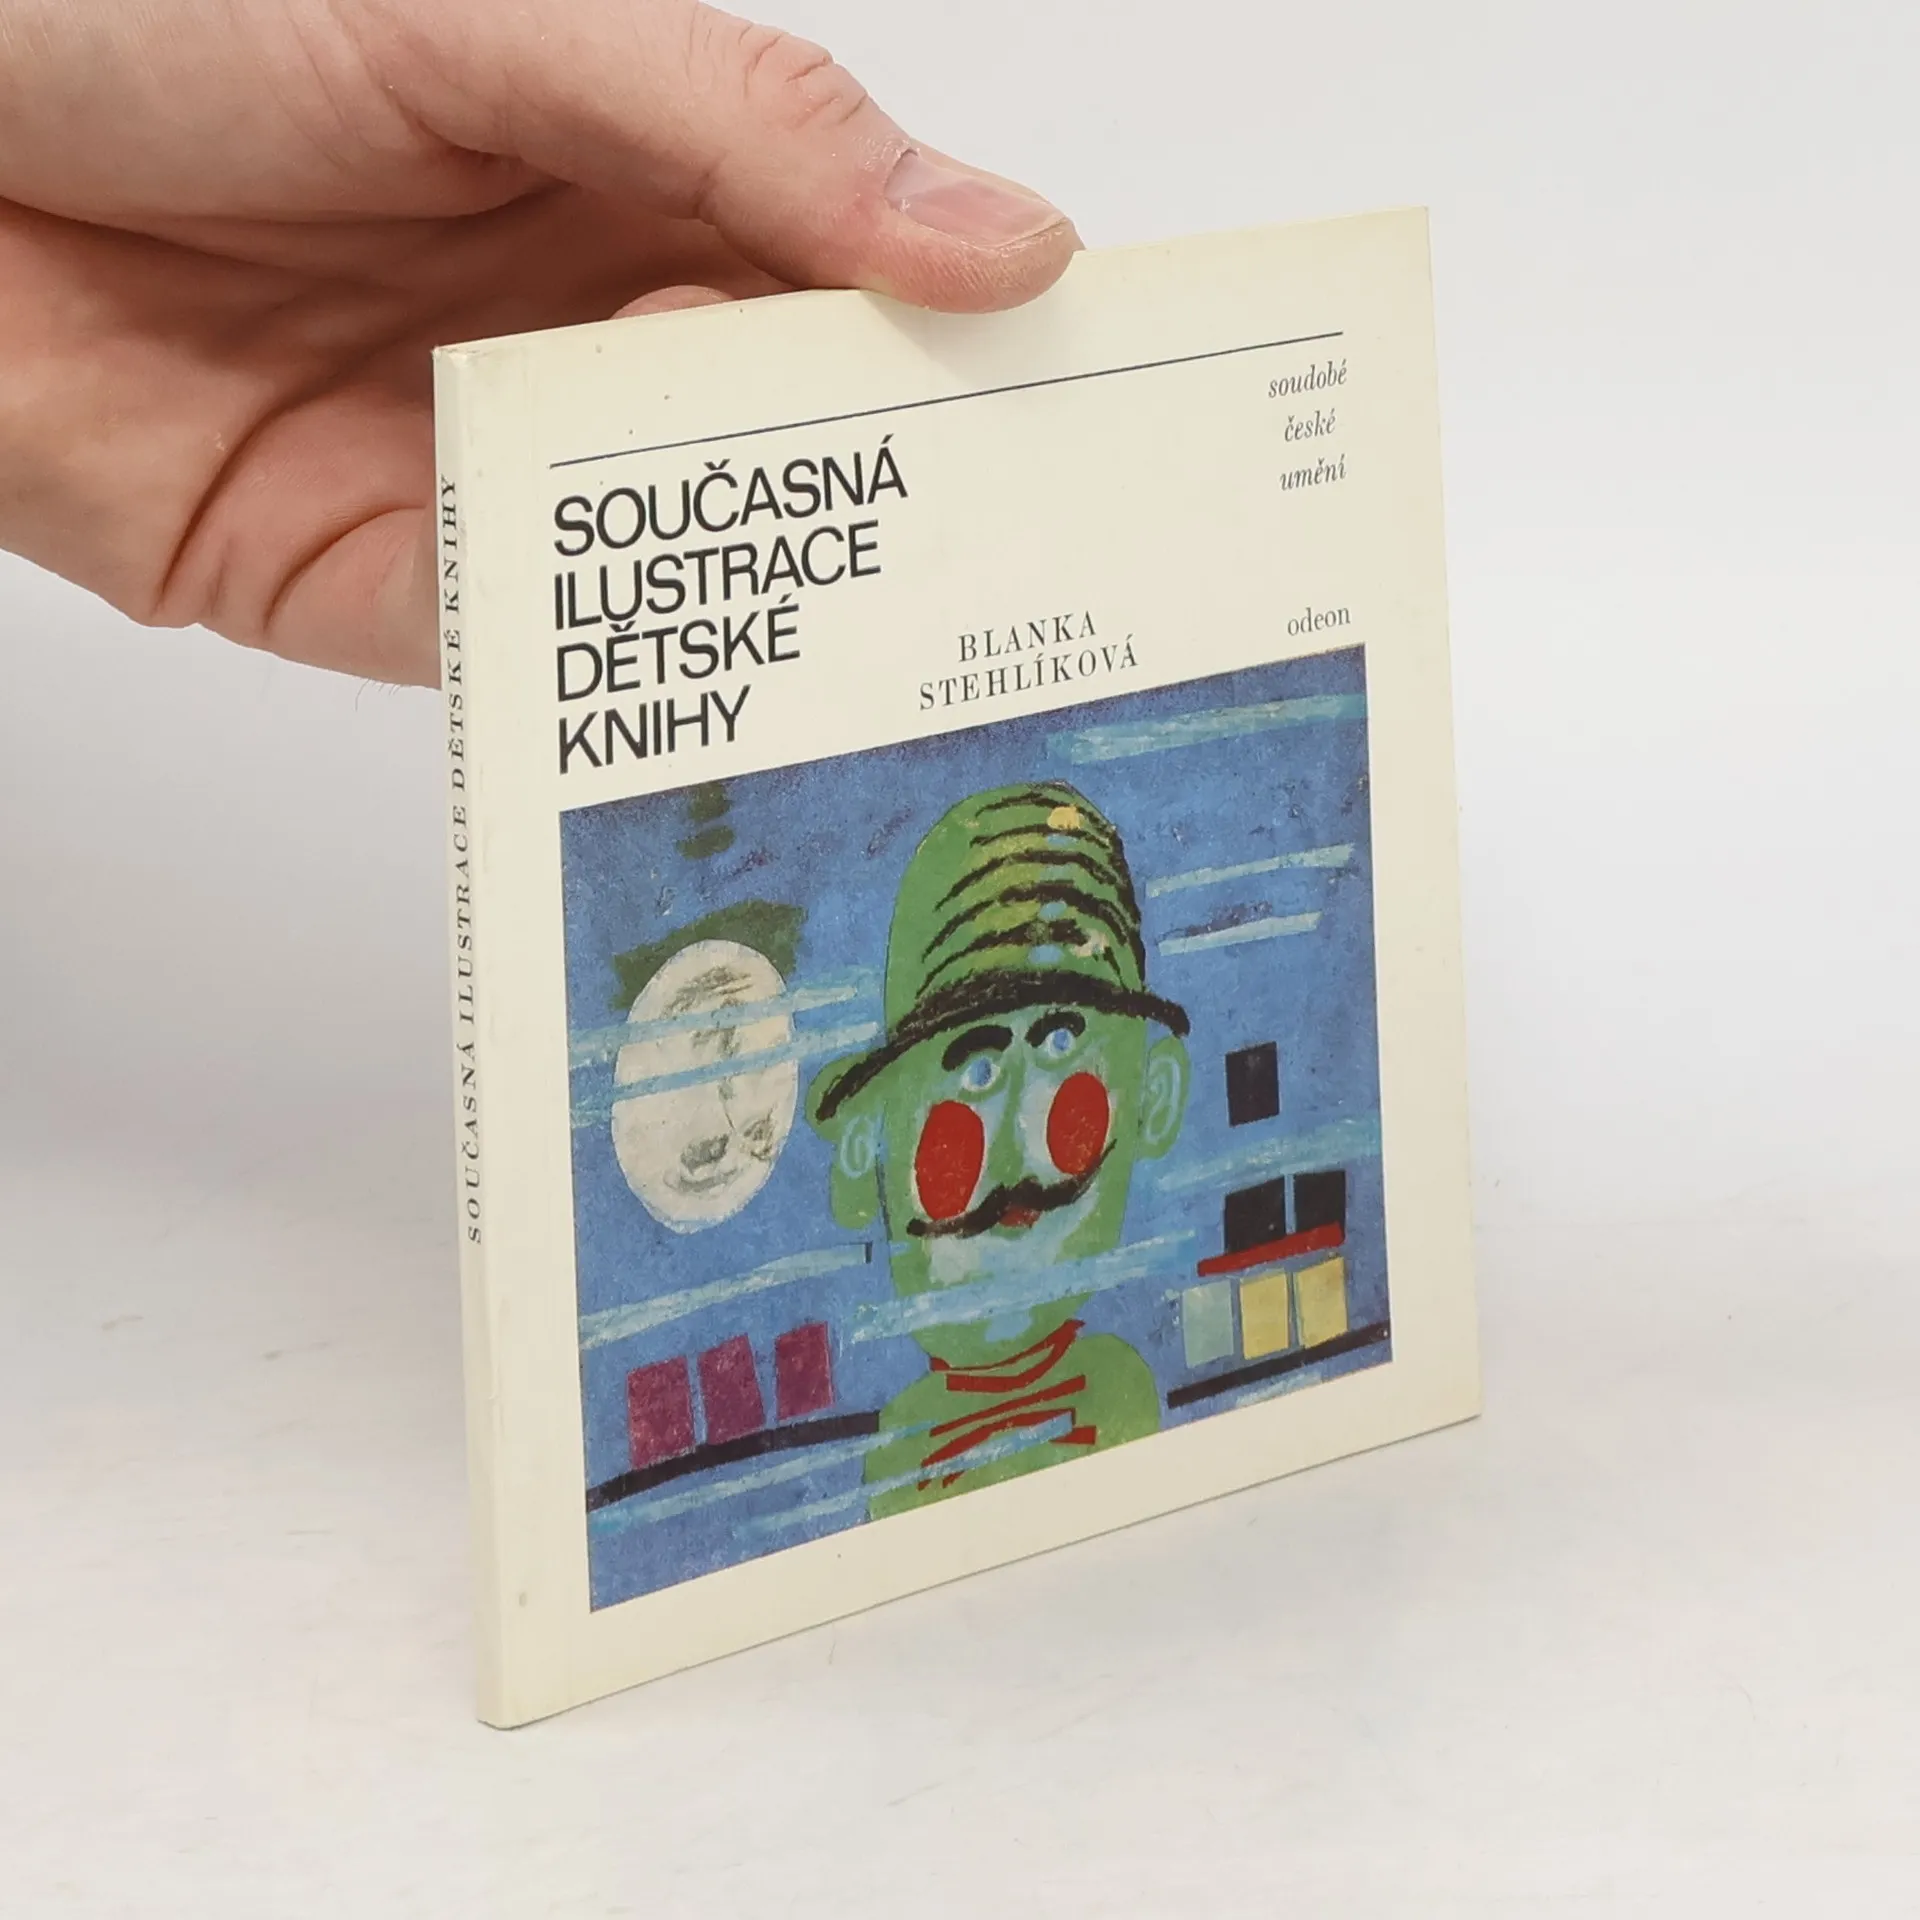 SOUČASNÁ
ILUSTRACE
DĚTSKÉ
KNIHY
BLANKA
STEHLÍKOVÁ
soudobé
české
umění
odeon
SOUČASNÁ ILUSTRACE DĚTSKÉ KNIHY